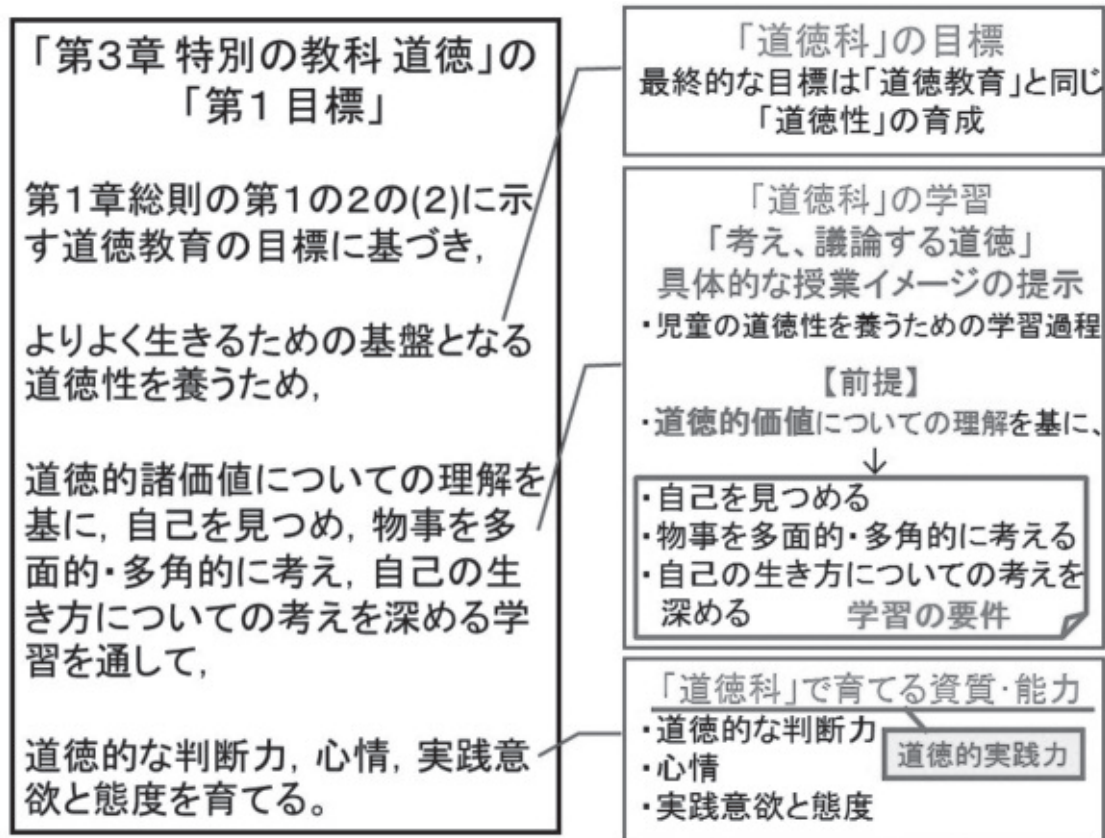 「第3章 特別の教科 道徳」の
「第1 目標」
第1章総則の第1の2の(2)に示
す道徳教育の目標に基づき,
よりよく生きるための基盤となる
道徳性を養うため,
道徳的諸価値についての理解を
基に, 自己を見つめ, 物事を多
面的・多角的に考え, 自己の生
き方についての考えを深める学
習を通して,
道徳的な判断力, 心情, 実践意
欲と態度を育てる。
「道徳科」の目標
最終的な目標は「道徳教育」と同じ
「道徳性」の育成
「道徳科」の学習
「考え、議論する道徳」
具体的な授業イメージの提示
・児童の道徳性を養うための学習過程
【前提】
・道徳的価値についての理解を基に、
↓
・自己を見つめる
・物事を多面的・多角的に考える
・自己の生き方についての考えを
深める 学習の要件
「道徳科」で育てる資質・能力
・道徳的な判断力
・心情
・実践意欲と態度
道徳的実践力